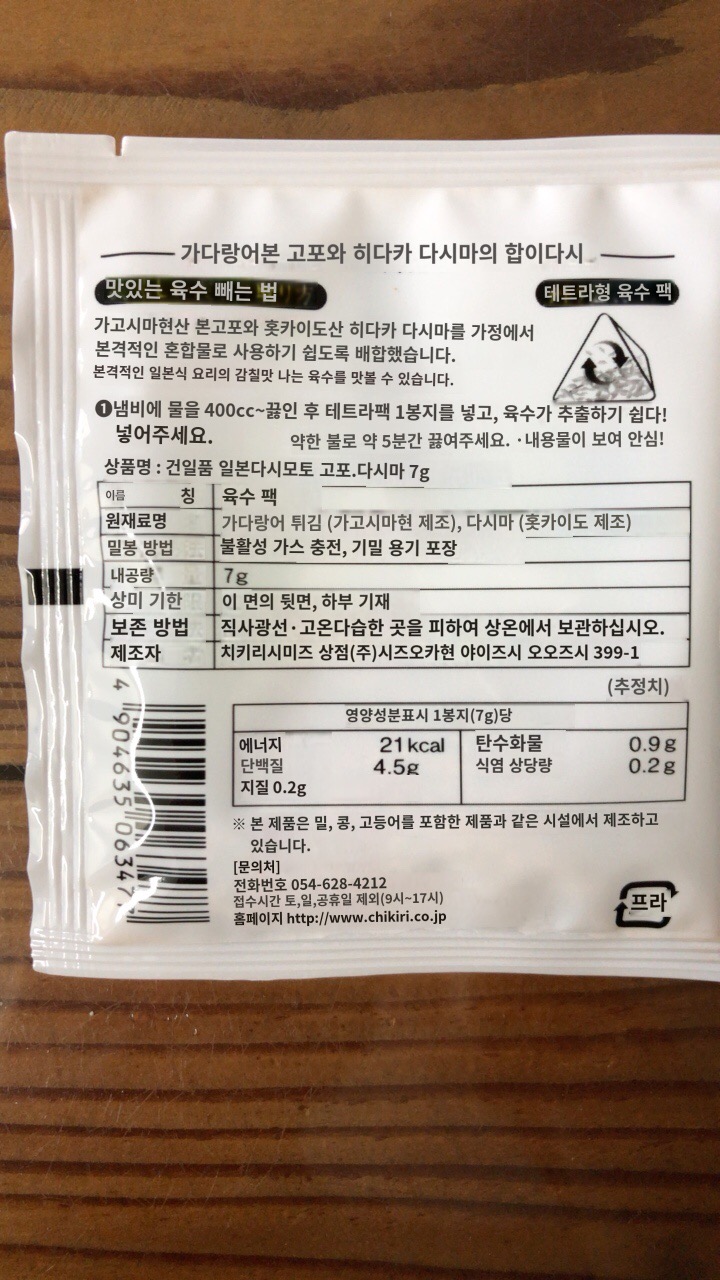 가다랑어본 고포와 히다카 다시마의 합이다시
맛있는 육수 빼는 법
테트라형 육수 팩
가고시마현산 본고포와 홋카이도산 히다카 다시마를 가정에서
본격적인 혼합물로 사용하기 쉽도록 배합했습니다.
본격적인 일본식 요리의 감칠맛 나는 육수를 맛볼 수 있습니다.
❶냄비에 물을 400cc~끓인 후 테트라팩 1봉지를 넣고, 육수가 추출하기 쉽다!
넣어주세요. 약한 불로 약 5분간 끓여주세요. ·내용물이 보여 안심!
상품명 : 건일품 일본다시모토 고포.다시마 7g
이름 칭 육수 팩
원재료명 가다랑어 튀김 (가고시마현 제조), 다시마 (홋카이도 제조)
밀봉 방법 불활성 가스 충전, 기밀 용기 포장
내공량 7g
상미 기한 이 면의 뒷면, 하부 기재
보존 방법 직사광선·고온다습한 곳을 피하여 상온에서 보관하십시오.
제조자 치키리시미즈 상점(주)시즈오카현 야이즈시 오오즈시 399-1
(추정치)
영양성분표시 1봉지(7g)당
에너지 21kcal 탄수화물 0.9g
단백질 4.5g 식염 상당량 0.2g
지질 0.2g
※ 본 제품은 밀, 콩, 고등어를 포함한 제품과 같은 시설에서 제조하고
있습니다.
[문의처]
전화번호 054-628-4212
접수시간 토,일,공휴일 제외(9시~17시)
홈페이지 http://www.chikiri.co.jp
프라
4 904635 063477